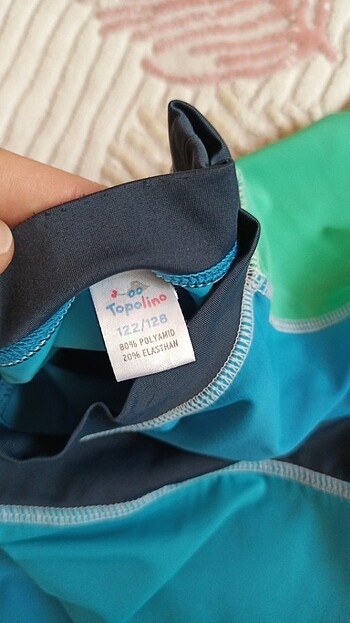 Topolino
122/128
80% POLYAMID
20% ELASTHAN